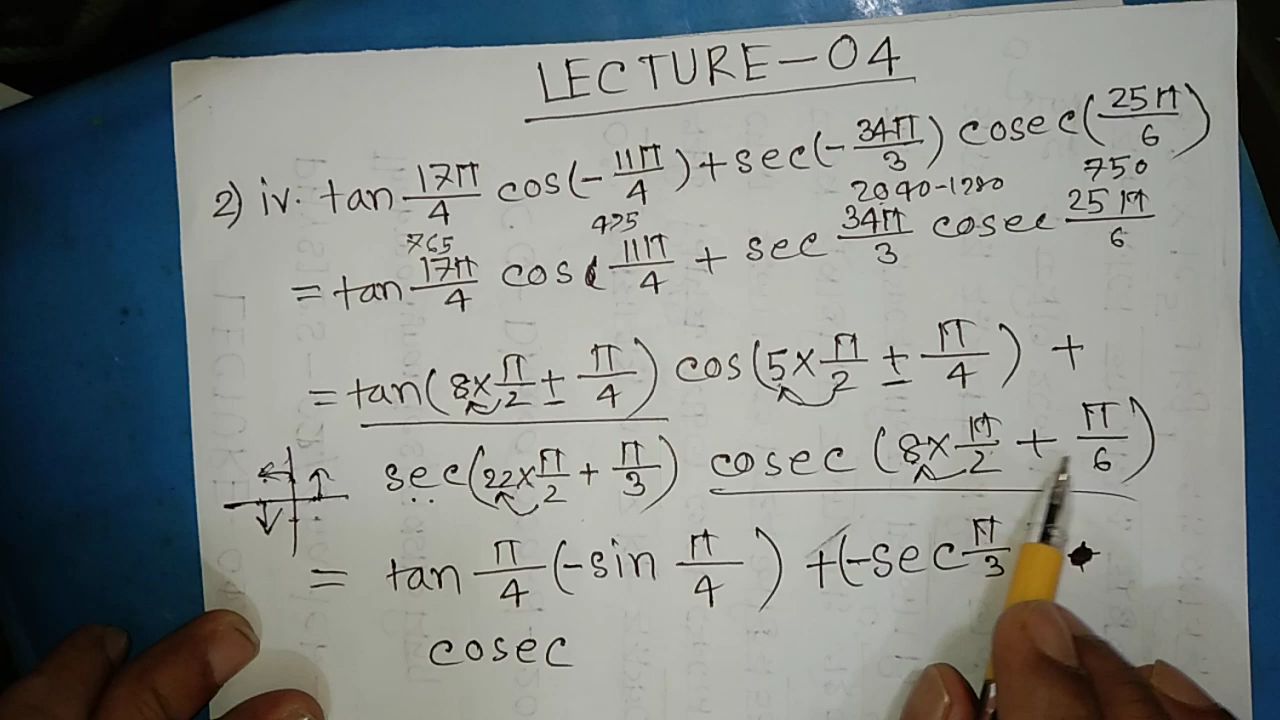 LECTURE-04
2) iv. tan 17π/4 cos(-11π/4)+sec(-34π/3) cosec(25π/6)
765 495 2040-1280 750
= tan 17π/4 cos 11π/4 + sec 34π/3 cosec 25π/6
= tan(8×π/2 ± π/4) cos(5×π/2 ± π/4) +
sec(22×π/2 + π/3) cosec (8×π/2 + π/6)
= tan π/4 (-sin π/4) +(-sec π/3
cosec